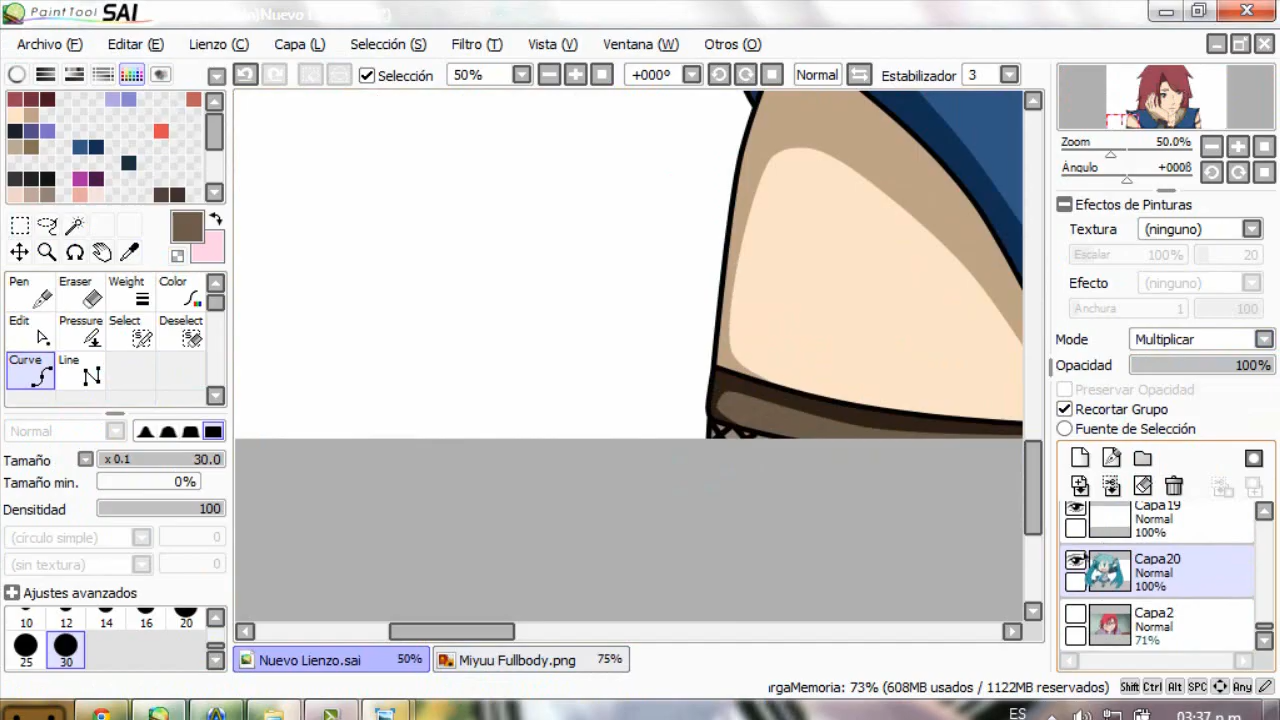 PaintTool SAI
)Nuevo Li
Archivo (F) Editar (E) Lienzo (C) Capa (L) Selección (S) Filtro (T) Vista (V) Ventana (W) Otros (O)
Selección 50% +000º Normal Estabilizador 3
Zoom 50.0%
Ángulo +000ß
Efectos de Pinturas
Textura (ninguno)
Escalar 100% 20
Efecto (ninguno)
Anchura 1 100
Mode Multiplicar
Opacidad 100%
Preservar Opacidad
Recortar Grupo
Fuente de Selección
Pen Eraser Weight Color
Edit Pressure Select Deselect
Curve Line
Normal
Tamaño x 0.1 30.0
Tamaño min. 0%
Densitidad 100
(círculo simple) 0
(sin textura) 0
Ajustes avanzados
10 12 14 16 20
25 30
Capa19
Normal
100%
Capa20
Normal
100%
Capa2
Normal
71%
Nuevo Lienzo.sai 50% Miyuu Fullbody.png 75%
rgaMemoria: 73% (608MB usados / 1122MB reservados) Shift Ctrl Alt SPC Any
ES 03:37 p.m.